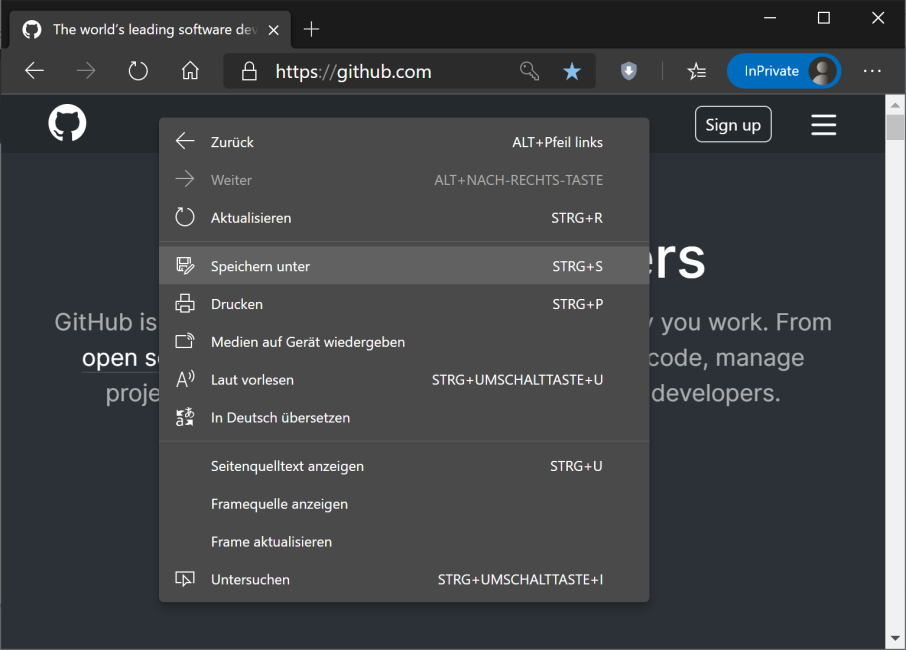 The world's leading software dev
https://github.com
InPrivate
Sign up
Zurück ALT+Pfeil links
Weiter ALT+NACH-RECHTS-TASTE
Aktualisieren STRG+R
Speichern unter STRG+S
ers
Drucken STRG+P
GitHub is you work. From
Medien auf Gerät wiedergeben
open code, manage
Laut vorlesen STRG+UMSCHALTTASTE+U
proje developers.
In Deutsch übersetzen
Seitenquelltext anzeigen STRG+U
Framequelle anzeigen
Frame aktualisieren
Untersuchen STRG+UMSCHALTTASTE+I